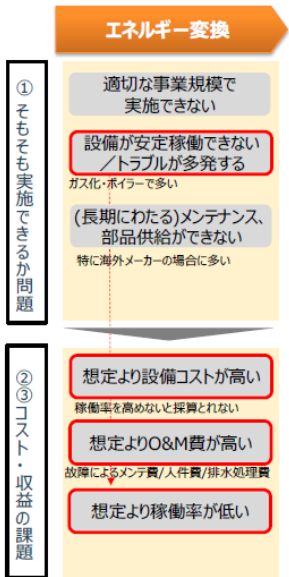 エネルギー変換
①そもそも実施できるか問題
適切な事業規模で
実施できない
設備が安定稼働できない
／トラブルが多発する
ガス化・ボイラーで多い
(長期にわたる)メンテナンス、
部品供給ができない
特に海外メーカーの場合に多い
②③コスト・収益の課題
想定より設備コストが高い
稼働率を高めないと採算とれない
想定よりO&M費が高い
故障によるメンテ費/人件費/排水処理費
想定より稼働率が低い